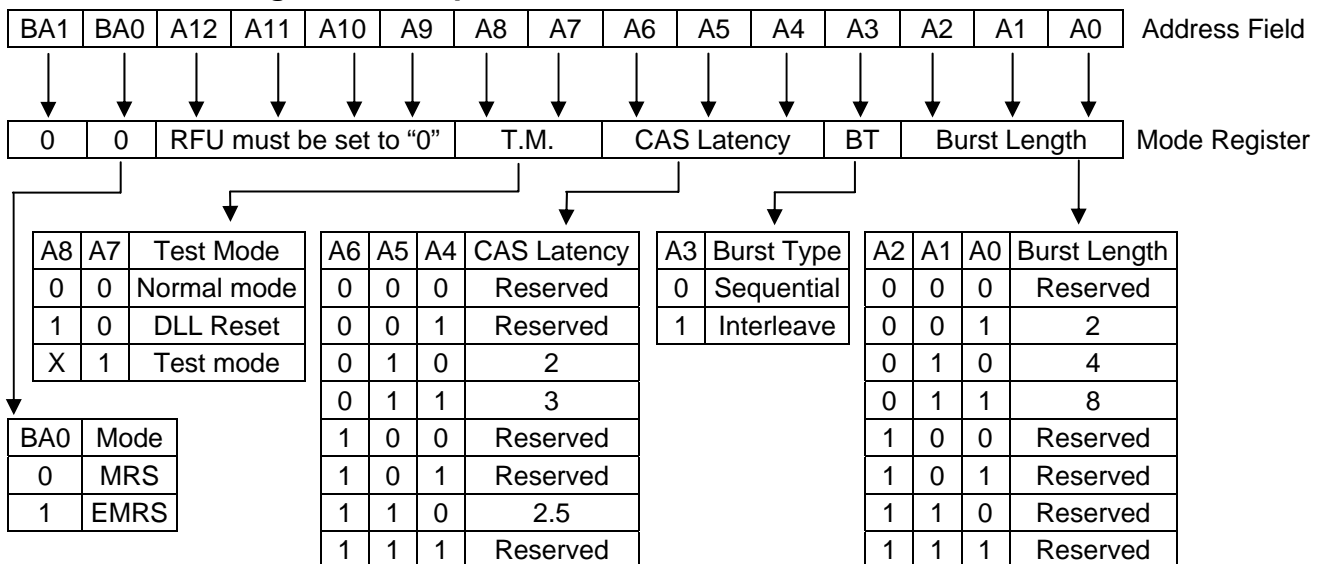 BA1 BA0 A12 A11 A10 A9 A8 A7 A6 A5 A4 A3 A2 A1 A0 Address Field
0 0 RFU must be set to “0” T.M. CAS Latency BT Burst Length Mode Register
A8 A7 Test Mode
0 0 Normal mode
1 0 DLL Reset
X 1 Test mode
BA0 Mode
0 MRS
1 EMRS
A6 A5 A4 CAS Latency
0 0 0 Reserved
0 0 1 Reserved
0 1 0 2
0 1 1 3
1 0 0 Reserved
1 0 1 Reserved
1 1 0 2.5
1 1 1 Reserved
A3 Burst Type
0 Sequential
1 Interleave
A2 A1 A0 Burst Length
0 0 0 Reserved
0 0 1 2
0 1 0 4
0 1 1 8
1 0 0 Reserved
1 0 1 Reserved
1 1 0 Reserved
1 1 1 Reserved